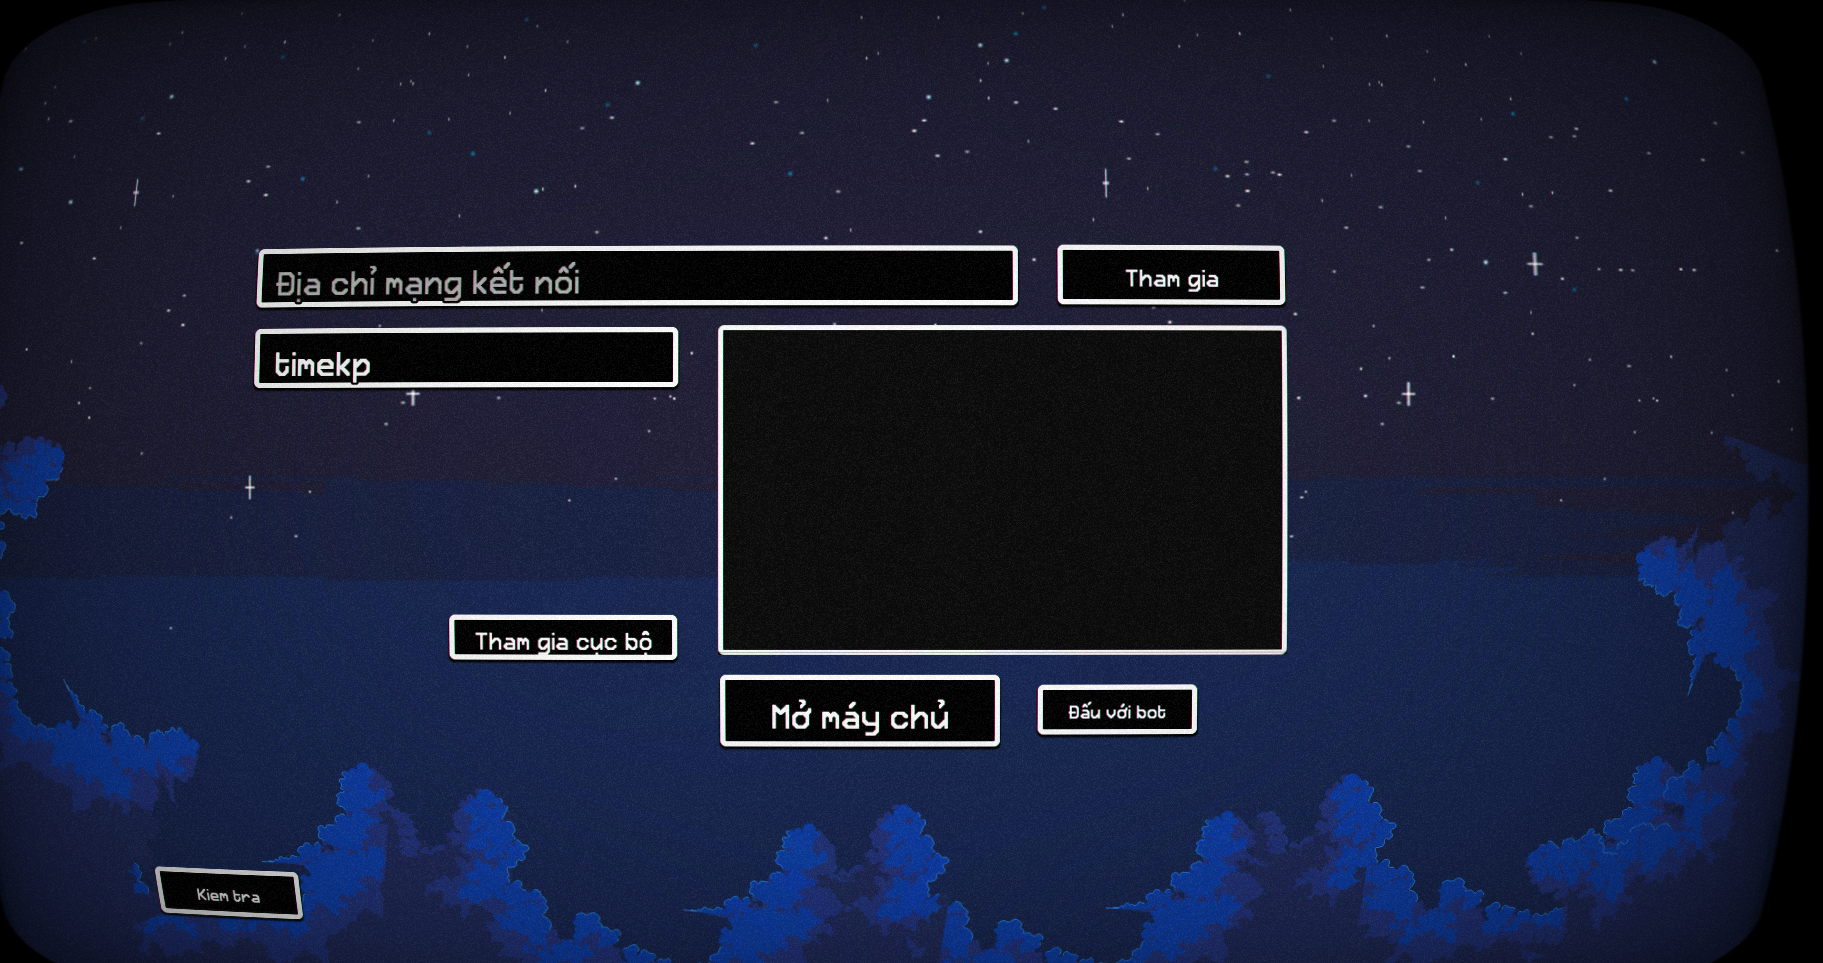 Địa chỉ mạng kết nối
Tham gia
timekp
Tham gia cục bộ
Mở máy chủ
Đấu với bot
Kiem tra